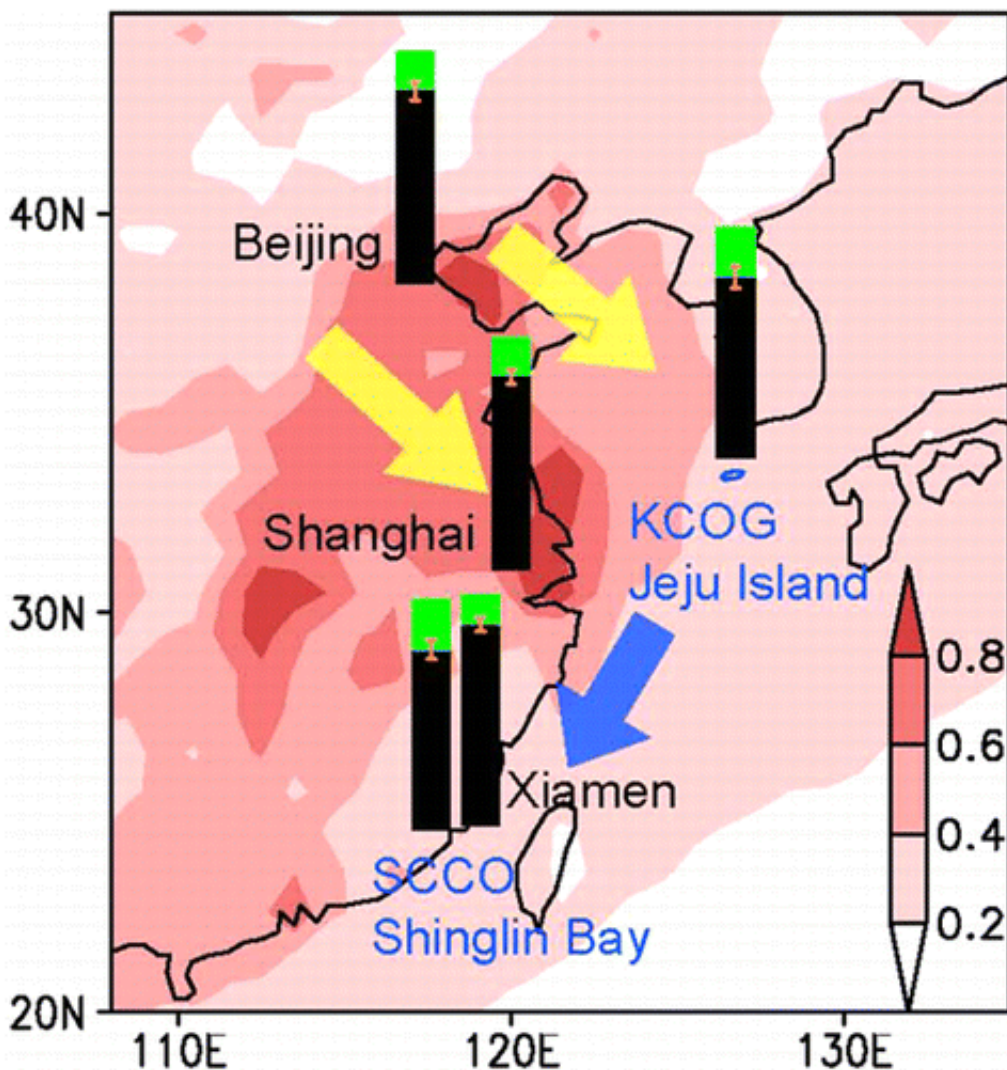 40N
Beijing
Shanghai
KCOG
Jeju Island
30N
0.8
0.6
Xiamen
0.4
SCCO
Shinglin Bay
0.2
20N
110E
120E
130E